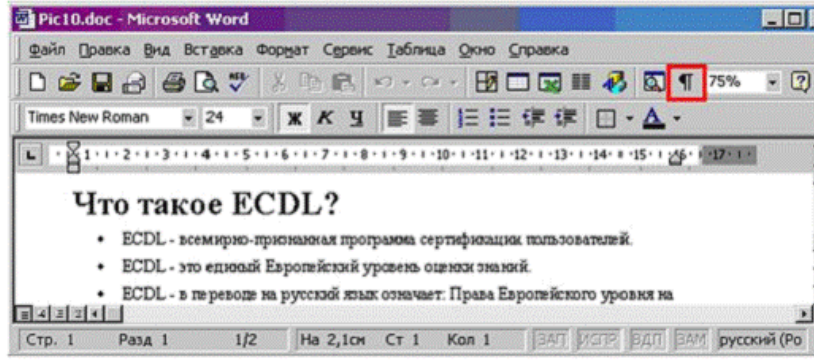 Pic10.doc - Microsoft Word
Файл Правка Вид Вставка Формат Сервис Таблица Окно Справка
¶ 75%
Times New Roman 24 Ж К Ч
1 2 3 4 5 6 7 8 9 10 11 12 13 14 15 16 17
Что такое ECDL?
• ECDL - всемирно-признанная программа сертификации пользователей.
• ECDL - это единый Европейский уровень оценки знаний.
• ECDL - в переводе на русский язык означает: Права Европейского уровня на
Стр. 1 Разд 1 1/2 На 2,1см Ст 1 Кол 1 ЗАП ИСПР ВДЛ ЗАМ русский (Ро